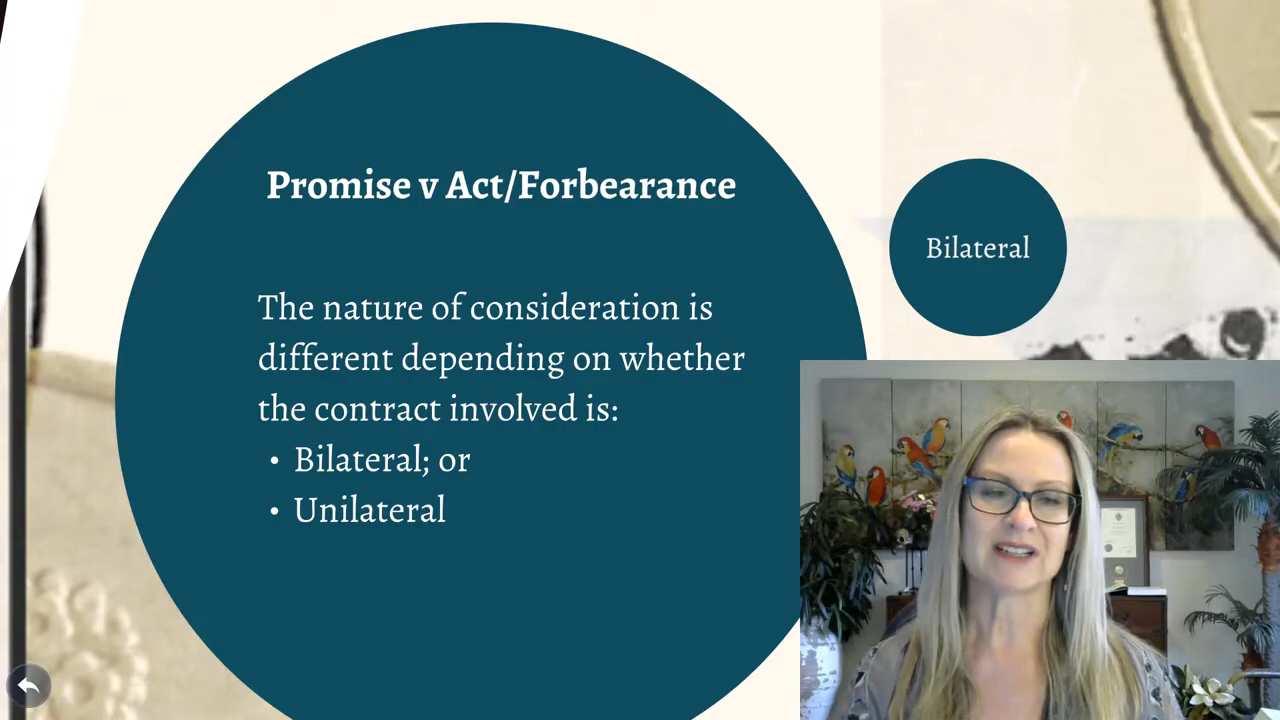 Promise v Act/Forbearance
The nature of consideration is
different depending on whether
the contract involved is:
• Bilateral; or
• Unilateral
Bilateral